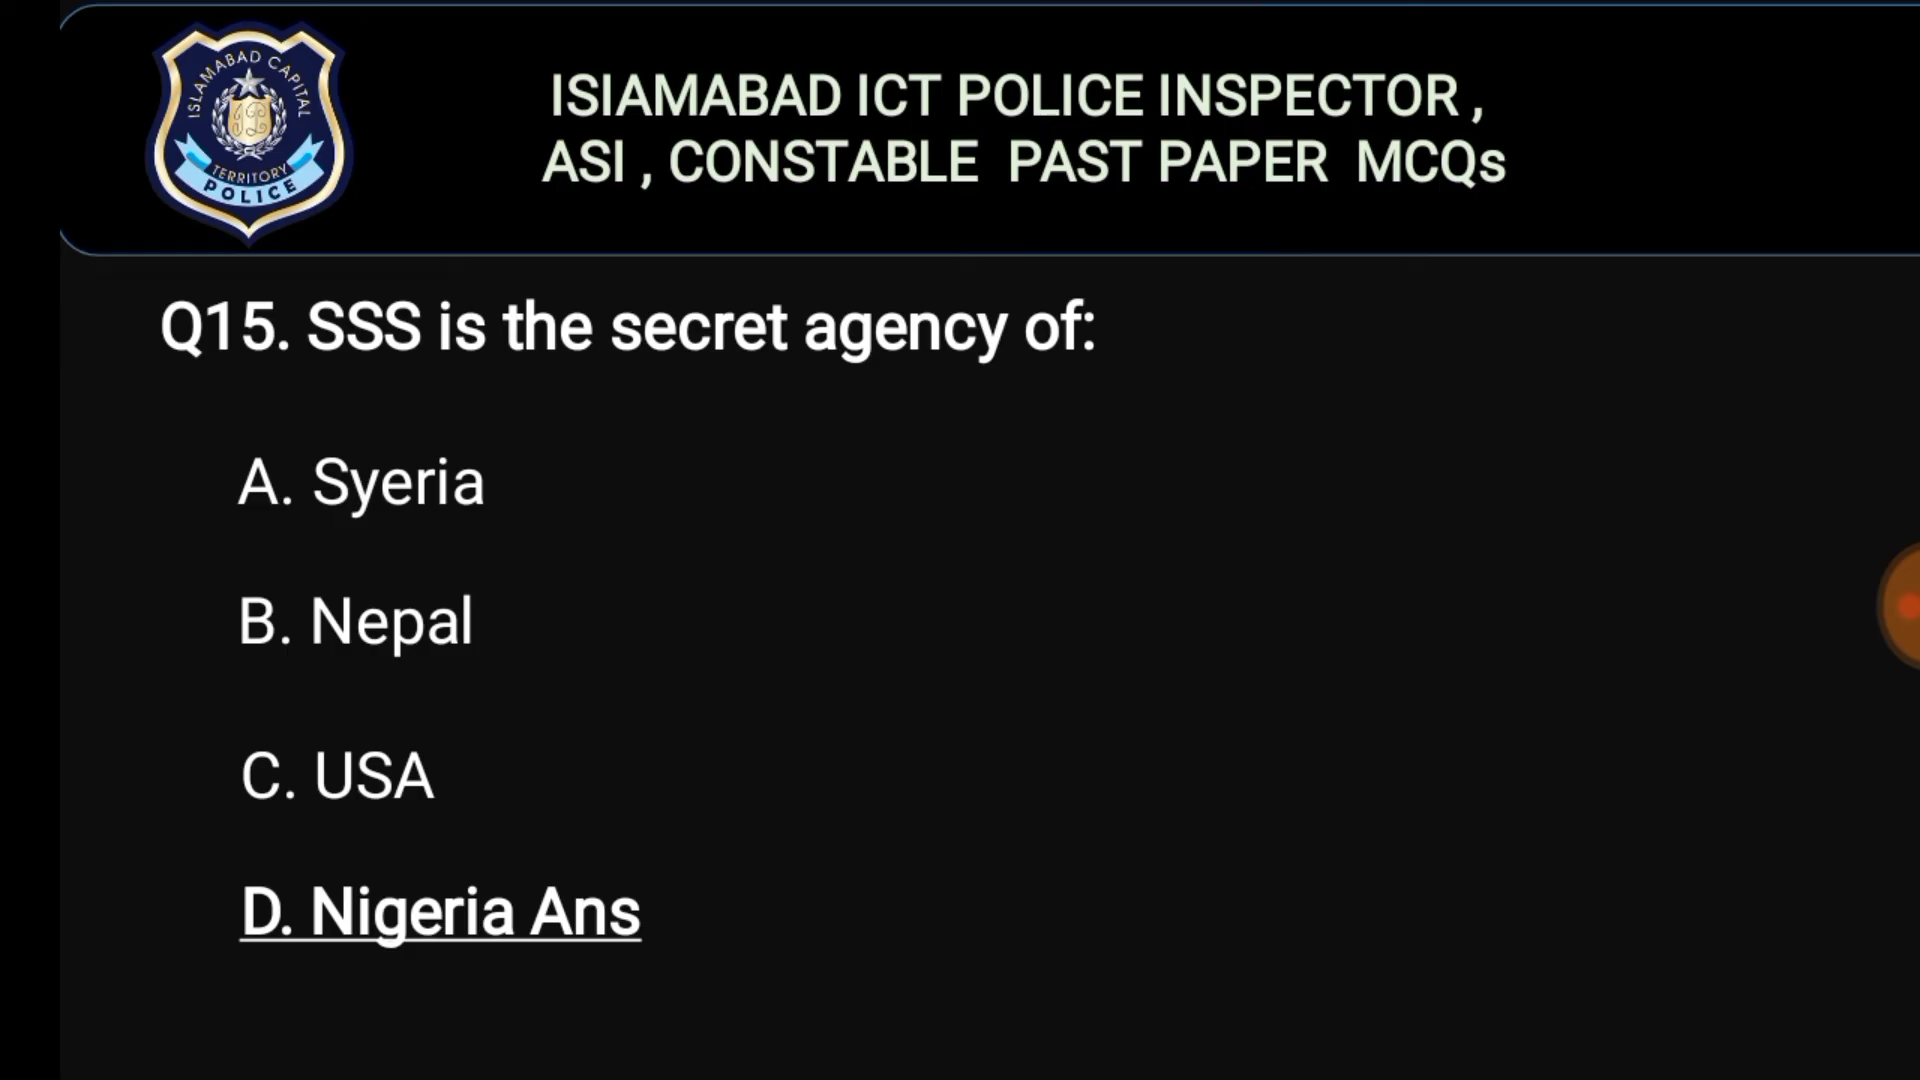 ISLAMABAD CAPITAL
TERRITORY
POLICE
ISIAMABAD ICT POLICE INSPECTOR ,
ASI , CONSTABLE PAST PAPER MCQs
Q15. SSS is the secret agency of:
A. Syeria
B. Nepal
C. USA
D. Nigeria Ans